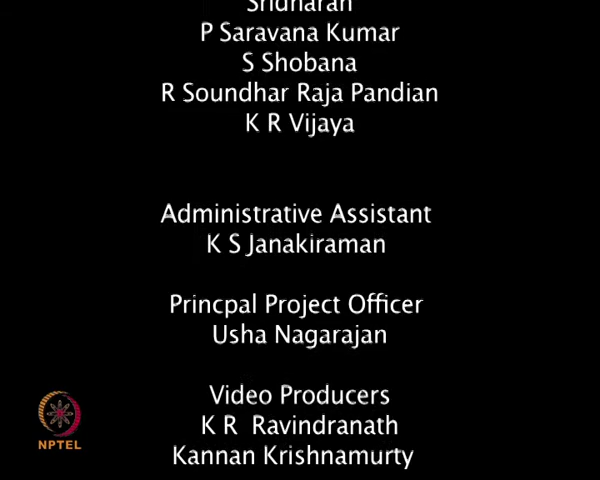 Sridharan
P Saravana Kumar
S Shobana
R Soundhar Raja Pandian
K R Vijaya
Administrative Assistant
K S Janakiraman
Princpal Project Officer
Usha Nagarajan
Video Producers
K R Ravindranath
Kannan Krishnamurty
NPTEL